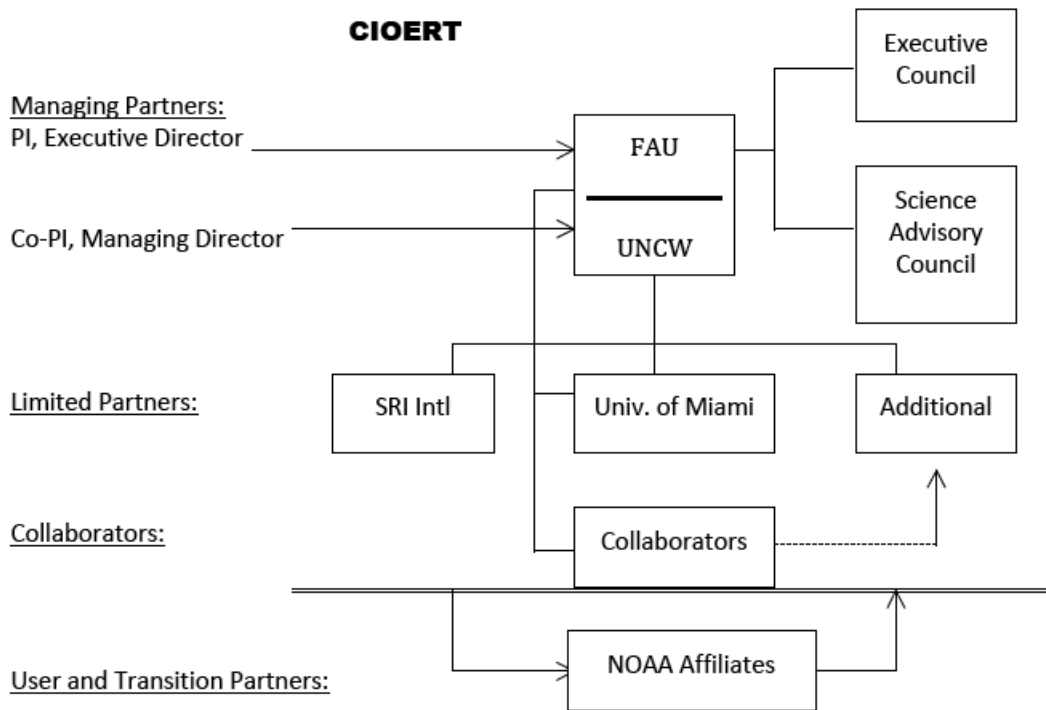 CIOERT
Executive
Council
Managing Partners:
PI, Executive Director
FAU
Science
Advisory
Council
Co-PI, Managing Director
UNCW
Limited Partners:
SRI Intl
Univ. of Miami
Additional
Collaborators:
Collaborators
NOAA Affiliates
User and Transition Partners: